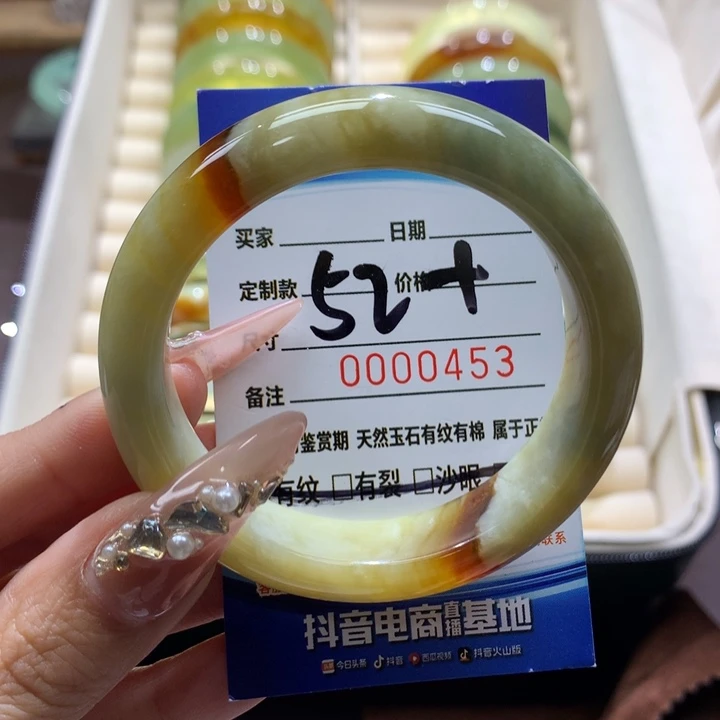 买家 日期
定制款 价格
52+
尺寸
0000453
备注
鉴赏期 天然玉石有纹有棉 属于正
有纹 □有裂 □沙眼
联系
抖音电商直播基地
今日头条 抖音 西瓜视频 抖音火山版